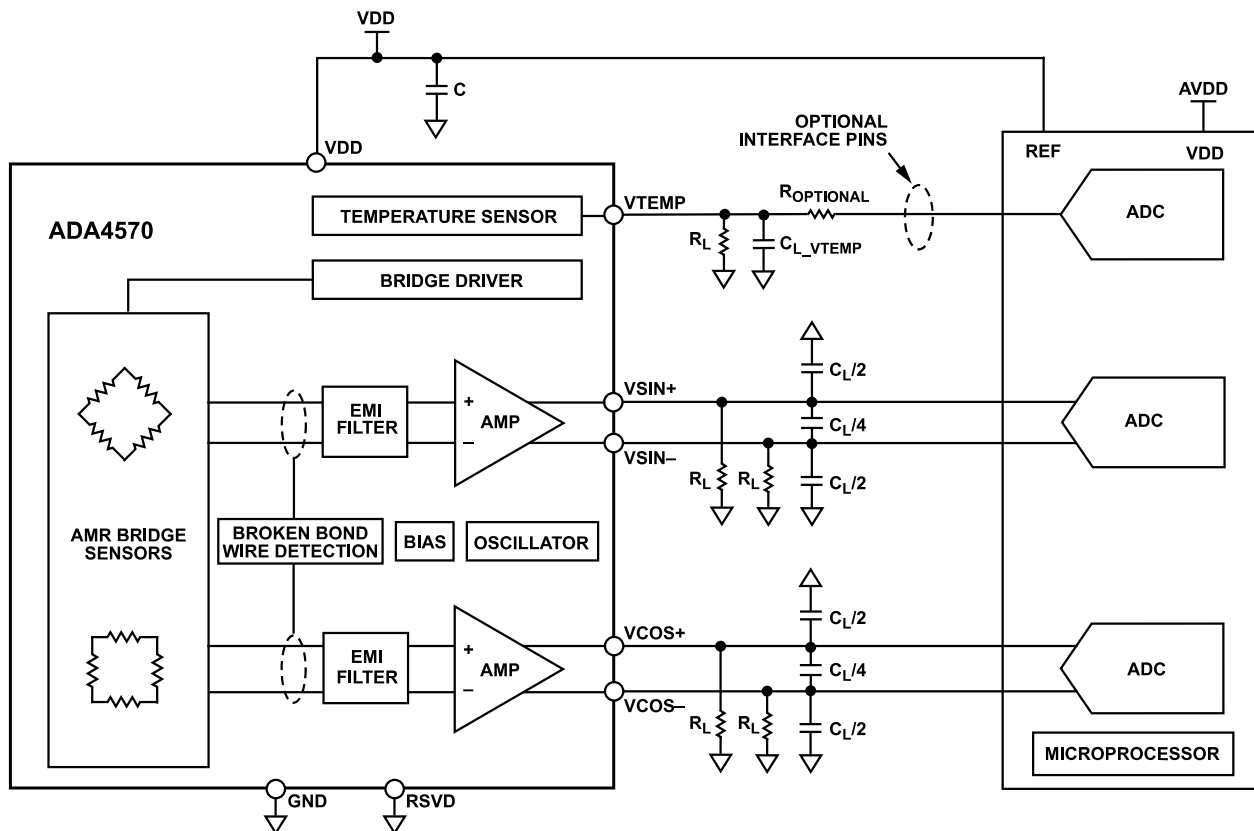 VDD
C
AVDD
OPTIONAL
INTERFACE PINS
VDD
REF
VDD
ADA4570
TEMPERATURE SENSOR
VTEMP
ROPTIONAL
ADC
RL
CL_VTEMP
BRIDGE DRIVER
CL/2
VSIN+
EMI
FILTER
+
AMP
–
CL/4
ADC
VSIN–
RL
RL
CL/2
AMR BRIDGE
SENSORS
BROKEN BOND
WIRE DETECTION
BIAS
OSCILLATOR
CL/2
VCOS+
EMI
FILTER
+
AMP
–
CL/4
ADC
VCOS–
RL
RL
CL/2
MICROPROCESSOR
GND
RSVD